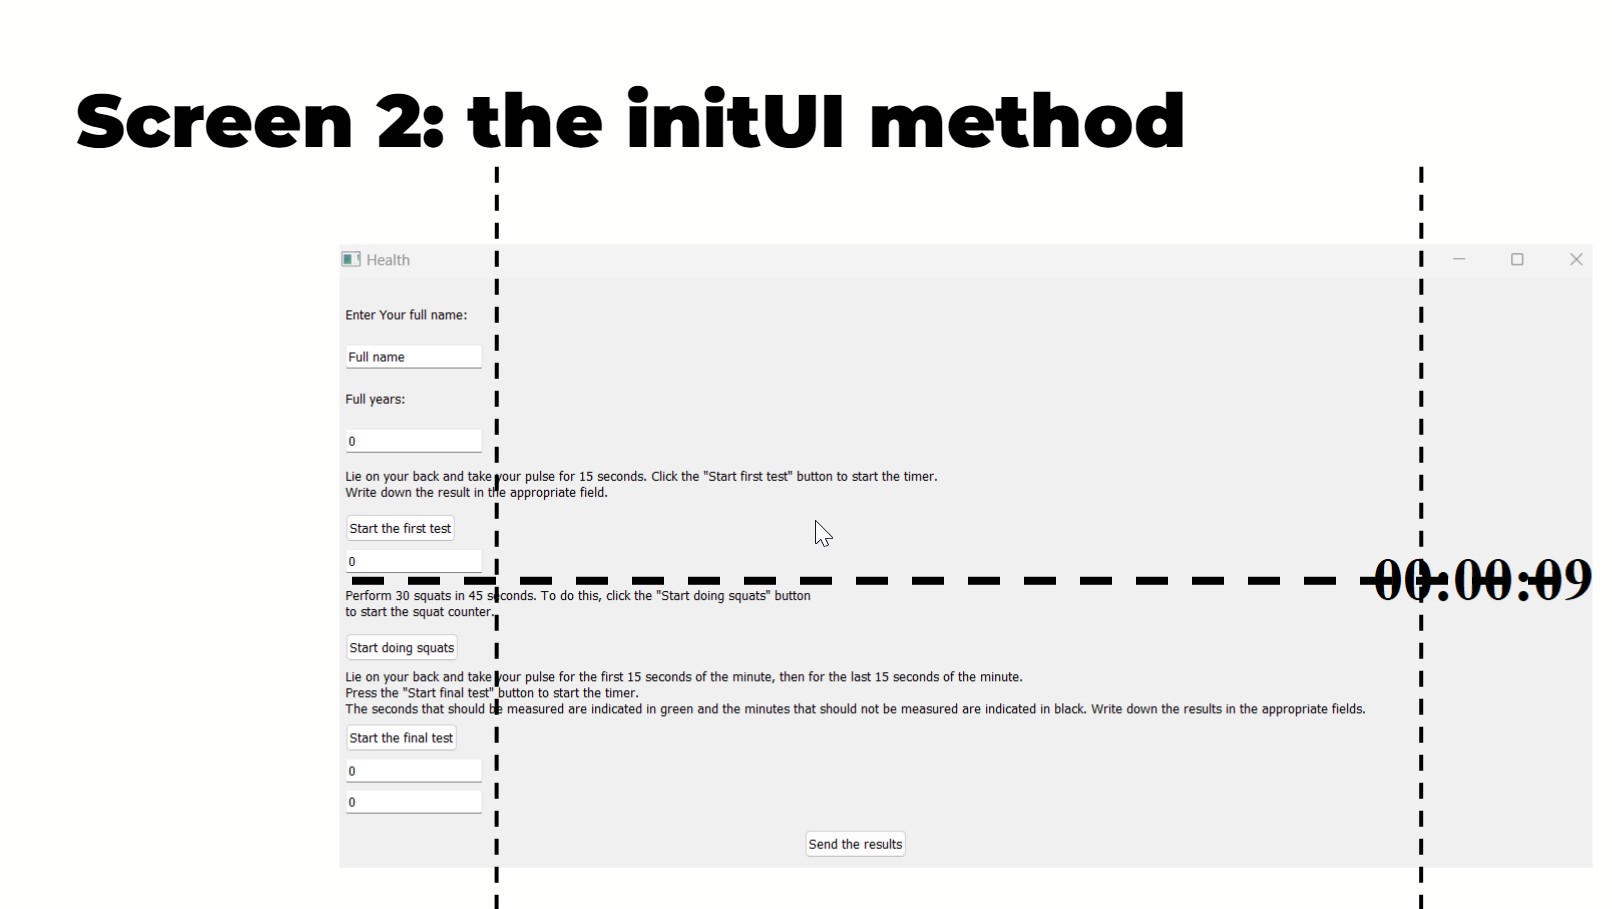 Screen 2: the initUI method
Health
Enter Your full name:
Full name
Full years:
0
Lie on your back and take your pulse for 15 seconds. Click the "Start first test" button to start the timer.
Write down the result in the appropriate field.
Start the first test
0
00:00:09
Perform 30 squats in 45 seconds. To do this, click the "Start doing squats" button
to start the squat counter.
Start doing squats
Lie on your back and take your pulse for the first 15 seconds of the minute, then for the last 15 seconds of the minute.
Press the "Start final test" button to start the timer.
The seconds that should be measured are indicated in green and the minutes that should not be measured are indicated in black. Write down the results in the appropriate fields.
Start the final test
0
0
Send the results